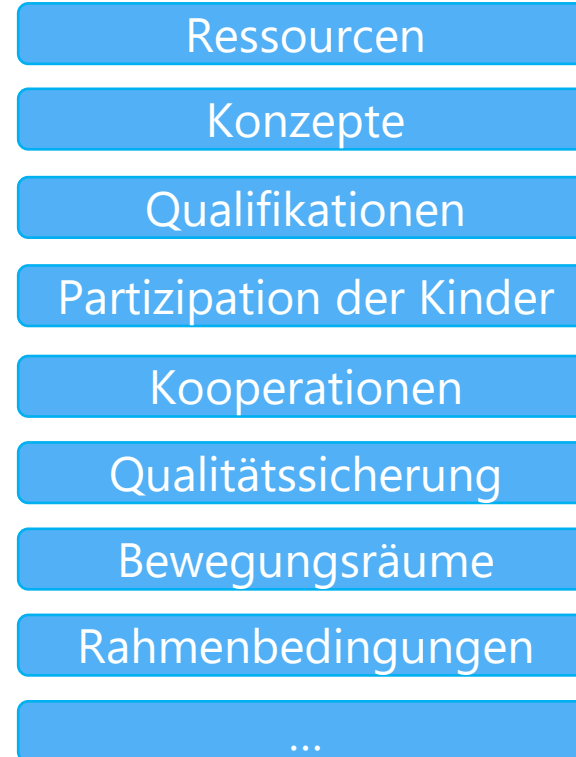 Ressourcen
Konzepte
Qualifikationen
Partizipation der Kinder
Kooperationen
Qualitätssicherung
Bewegungsräume
Rahmenbedingungen
...